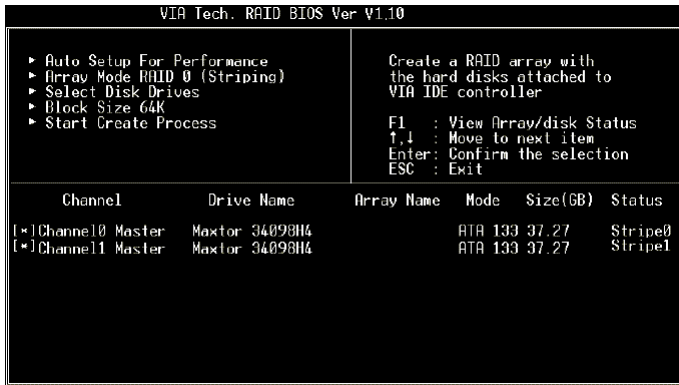 VIA Tech. RAID BIOS Ver V1.10
► Auto Setup For Performance
► Array Mode RAID 0 (Striping)
► Select Disk Drives
► Block Size 64K
► Start Create Process
Create a RAID array with
the hard disks attached to
VIA IDE controller
F1 : View Array/disk Status
↑,↓ : Move to next item
Enter: Confirm the selection
ESC : Exit
Channel Drive Name Array Name Mode Size(GB) Status
[*]Channel0 Master Maxtor 34098H4 ATA 133 37.27 Stripe0
[*]Channel1 Master Maxtor 34098H4 ATA 133 37.27 Stripe1